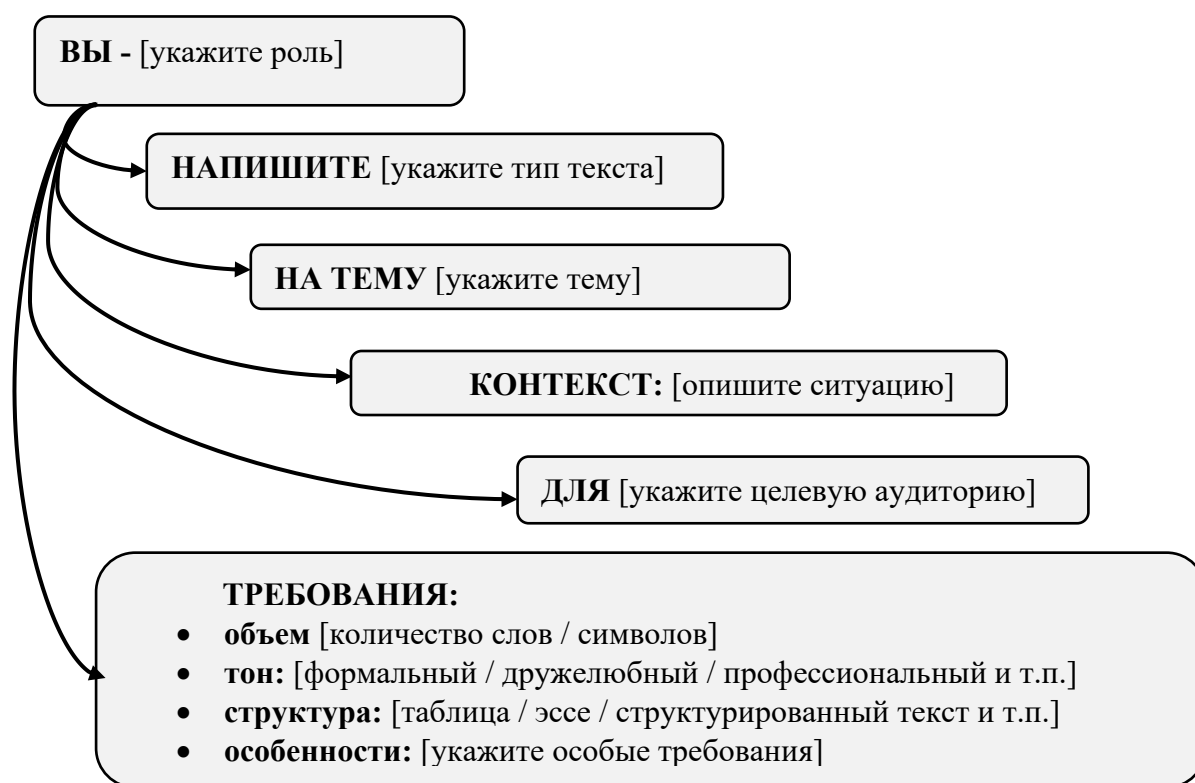 ВЫ - [укажите роль]
НАПИШИТЕ [укажите тип текста]
НА ТЕМУ [укажите тему]
КОНТЕКСТ: [опишите ситуацию]
ДЛЯ [укажите целевую аудиторию]
ТРЕБОВАНИЯ:
• объем [количество слов / символов]
• тон: [формальный / дружелюбный / профессиональный и т.п.]
• структура: [таблица / эссе / структурированный текст и т.п.]
• особенности: [укажите особые требования]